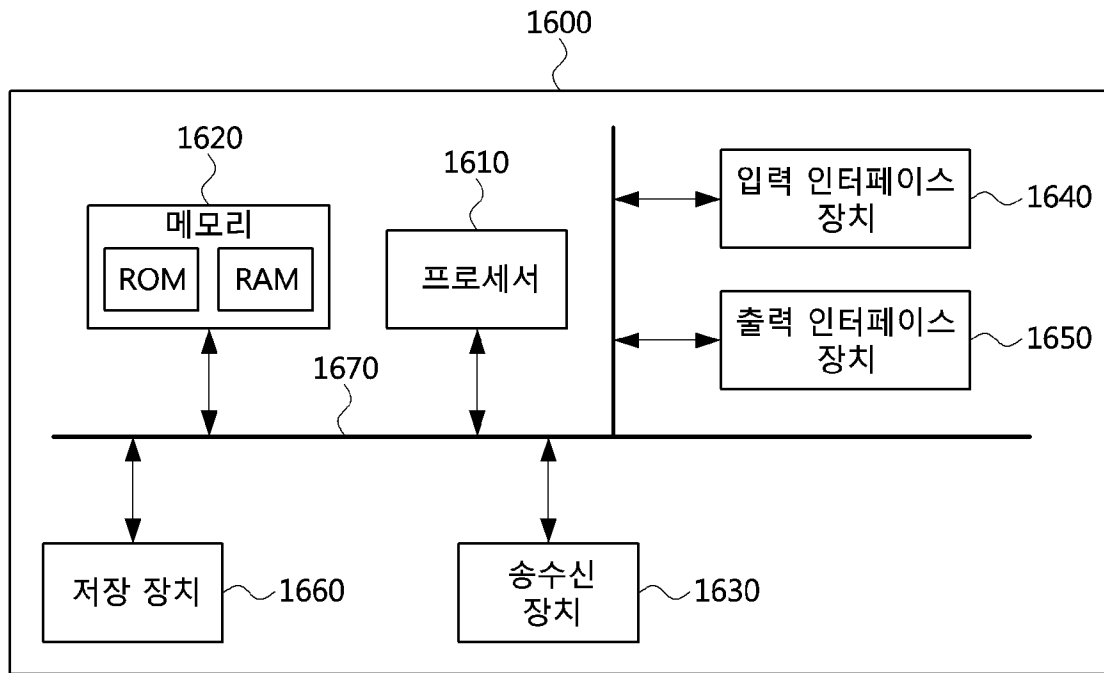 1600
1620
1610
메모리
ROM
RAM
프로세서
입력 인터페이스
장치
1640
출력 인터페이스
장치
1650
1670
저장 장치
1660
송수신
장치
1630